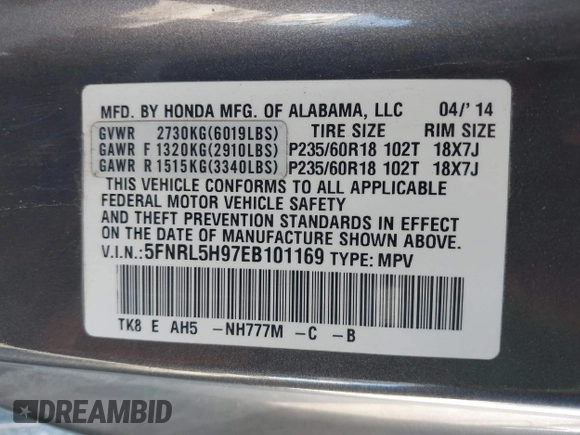 MFD. BY HONDA MFG. OF ALABAMA, LLC 04/'14
GVWR 2730KG(6019LBS) TIRE SIZE RIM SIZE
GAWR F 1320KG(2910LBS) P235/60R18 102T 18X7J
GAWR R 1515KG(3340LBS) P235/60R18 102T 18X7J
THIS VEHICLE CONFORMS TO ALL APPLICABLE
FEDERAL MOTOR VEHICLE SAFETY
AND THEFT PREVENTION STANDARDS IN EFFECT
ON THE DATE OF MANUFACTURE SHOWN ABOVE.
V.I.N.:5FNRL5H97EB101169 TYPE: MPV
TK8 E AH5 -NH777M -C -B
DREAMBID